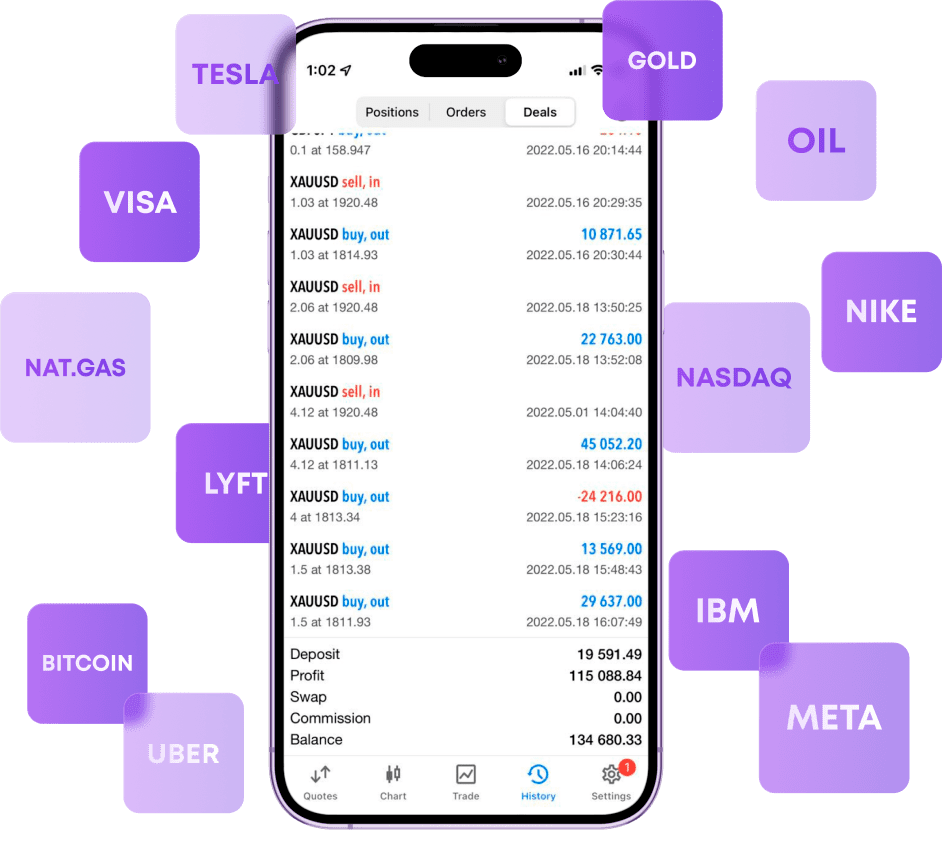 TESLA
GOLD
OIL
VISA
NIKE
NAT.GAS
NASDAQ
LYFT
IBM
BITCOIN
META
UBER
1:02
Positions Orders Deals
buy, out
0.1 at 158.947 2022.05.16 20:14:44
XAUUSD sell, in
1.03 at 1920.48 2022.05.16 20:29:35
XAUUSD buy, out 10 871.65
1.03 at 1814.93 2022.05.16 20:30:44
XAUUSD sell, in
2.06 at 1920.48 2022.05.18 13:50:25
XAUUSD buy, out 22 763.00
2.06 at 1809.98 2022.05.18 13:52:08
XAUUSD sell, in
4.12 at 1920.48 2022.05.01 14:04:40
XAUUSD buy, out 45 052.20
4.12 at 1811.13 2022.05.18 14:06:24
XAUUSD buy, out -24 216.00
4 at 1813.34 2022.05.18 15:23:16
XAUUSD buy, out 13 569.00
1.5 at 1813.38 2022.05.18 15:48:43
XAUUSD buy, out 29 637.00
1.5 at 1811.93 2022.05.18 16:07:49
Deposit 19 591.49
Profit 115 088.84
Swap 0.00
Commission 0.00
Balance 134 680.33
1
Quotes Chart Trade History Settings